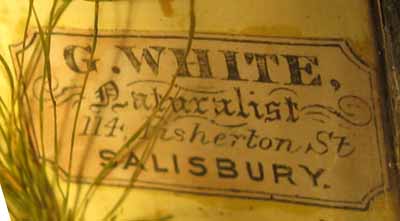 G. WHITE,
Naturalist
114, Fisherton St
SALISBURY.